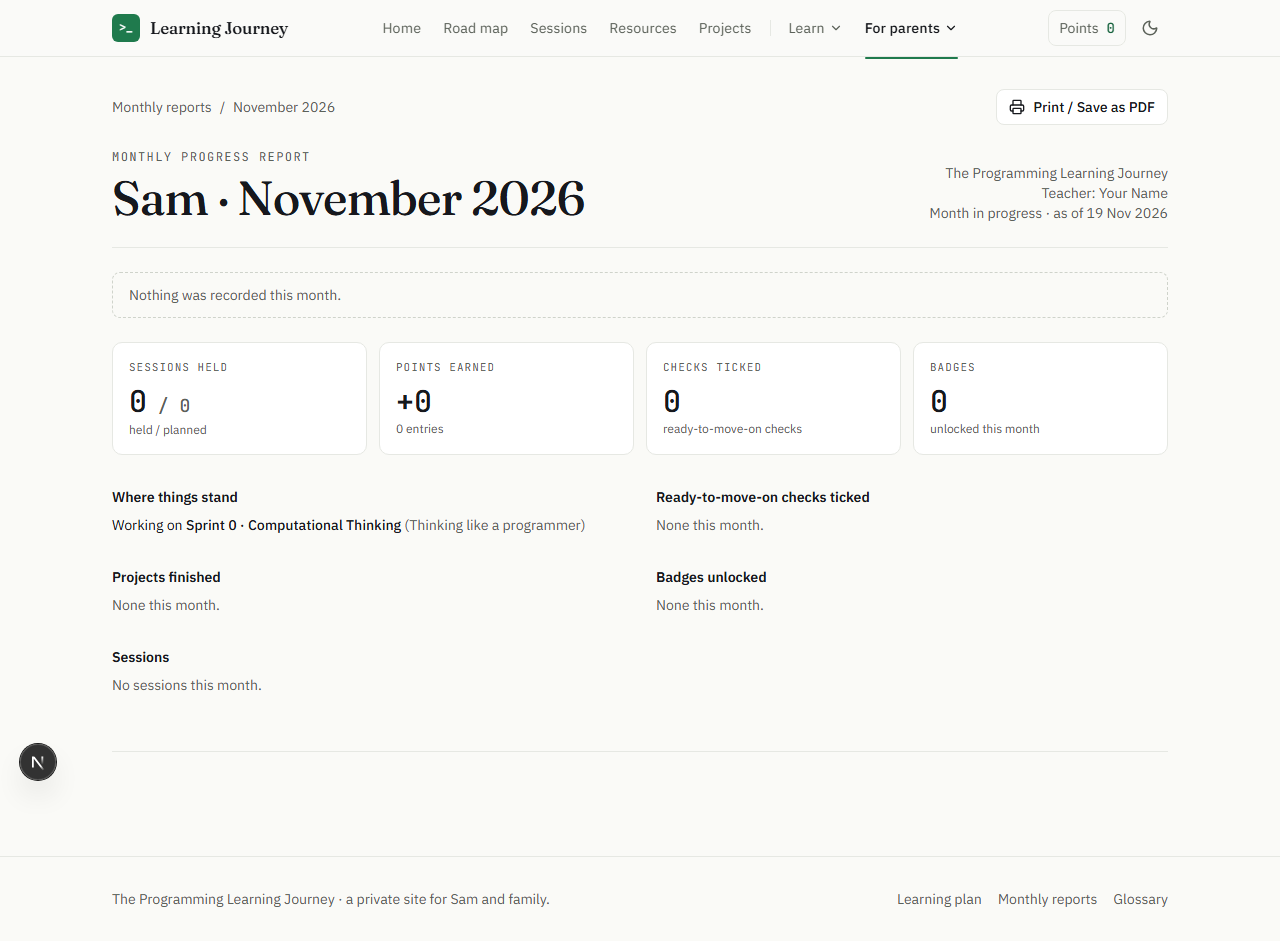 >_ Learning Journey Home Road map Sessions Resources Projects Learn For parents Points 0
Monthly reports / November 2026 Print / Save as PDF
MONTHLY PROGRESS REPORT
Sam · November 2026
The Programming Learning Journey
Teacher: Your Name
Month in progress · as of 19 Nov 2026
Nothing was recorded this month.
SESSIONS HELD POINTS EARNED CHECKS TICKED BADGES
0 / 0 +0 0 0
held / planned 0 entries ready-to-move-on checks unlocked this month
Where things stand Ready-to-move-on checks ticked
Working on Sprint 0 · Computational Thinking (Thinking like a programmer) None this month.
Projects finished Badges unlocked
None this month. None this month.
Sessions
No sessions this month.
N
The Programming Learning Journey · a private site for Sam and family. Learning plan Monthly reports Glossary